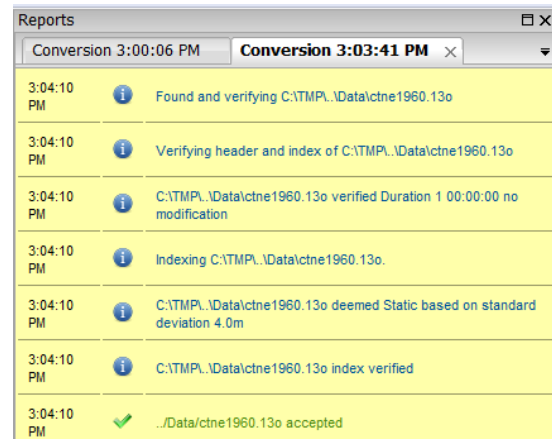 Reports
Conversion 3:00:06 PM Conversion 3:03:41 PM
3:04:10 PM Found and verifying C:\TMP\..\Data\ctne1960.13o
3:04:10 PM Verifying header and index of C:\TMP\..\Data\ctne1960.13o
3:04:10 PM C:\TMP\..\Data\ctne1960.13o verified Duration 1 00:00:00 no
modification
3:04:10 PM Indexing C:\TMP\..\Data\ctne1960.13o.
3:04:10 PM C:\TMP\..\Data\ctne1960.13o deemed Static based on standard
deviation 4.0m
3:04:10 PM C:\TMP\..\Data\ctne1960.13o index verified
3:04:10 PM ../Data/ctne1960.13o accepted